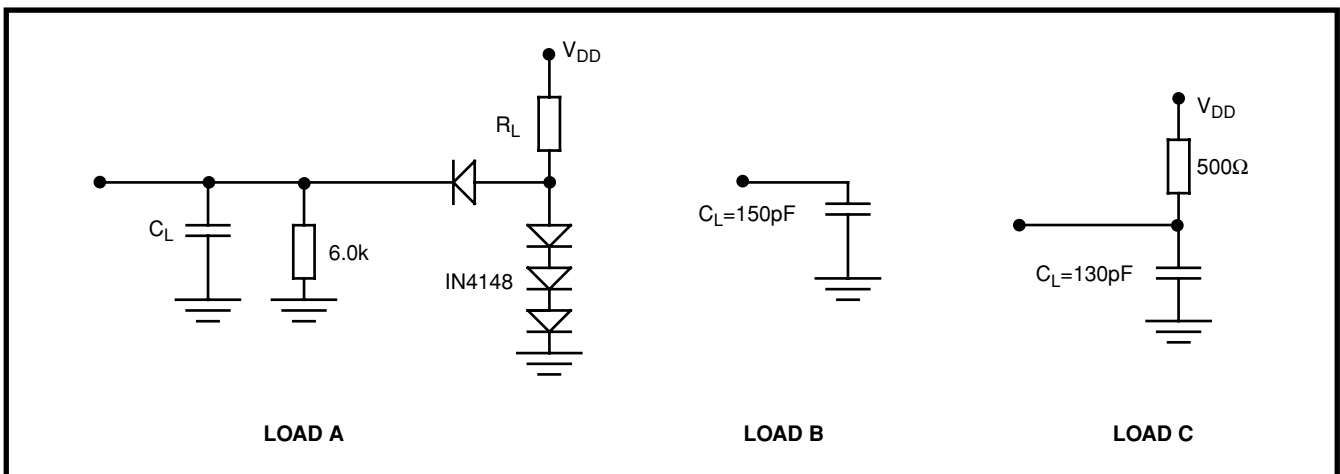 V_DD
R_L
C_L
6.0k
IN4148
LOAD A
C_L=150pF
LOAD B
V_DD
500Ω
C_L=130pF
LOAD C